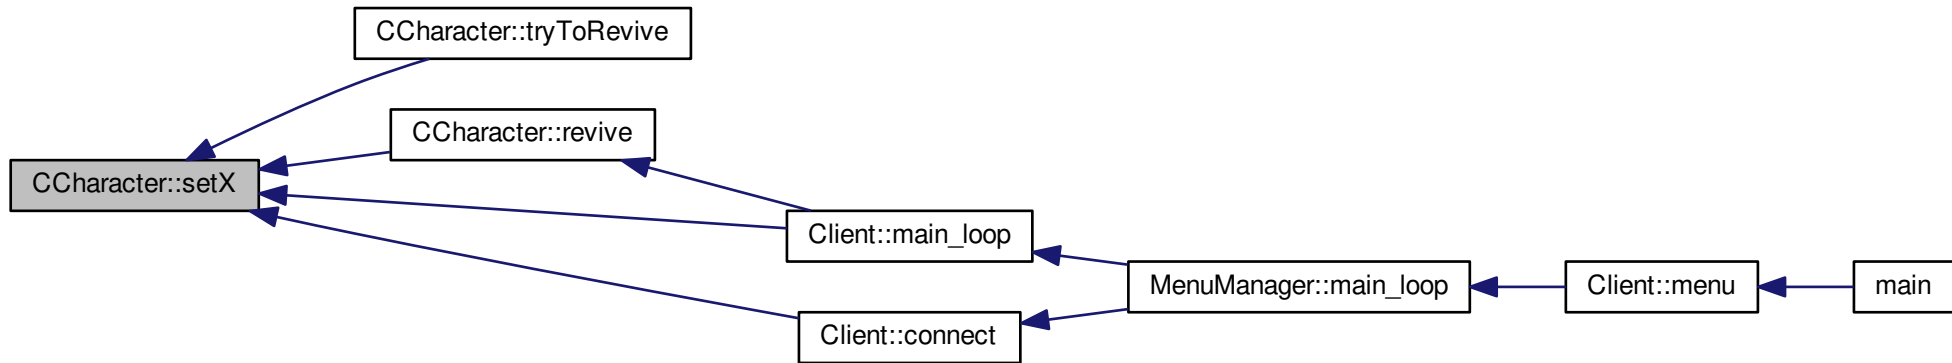 CCharacter::tryToRevive
CCharacter::revive
CCharacter::setX
Client::main_loop
MenuManager::main_loop
Client::menu
main
Client::connect